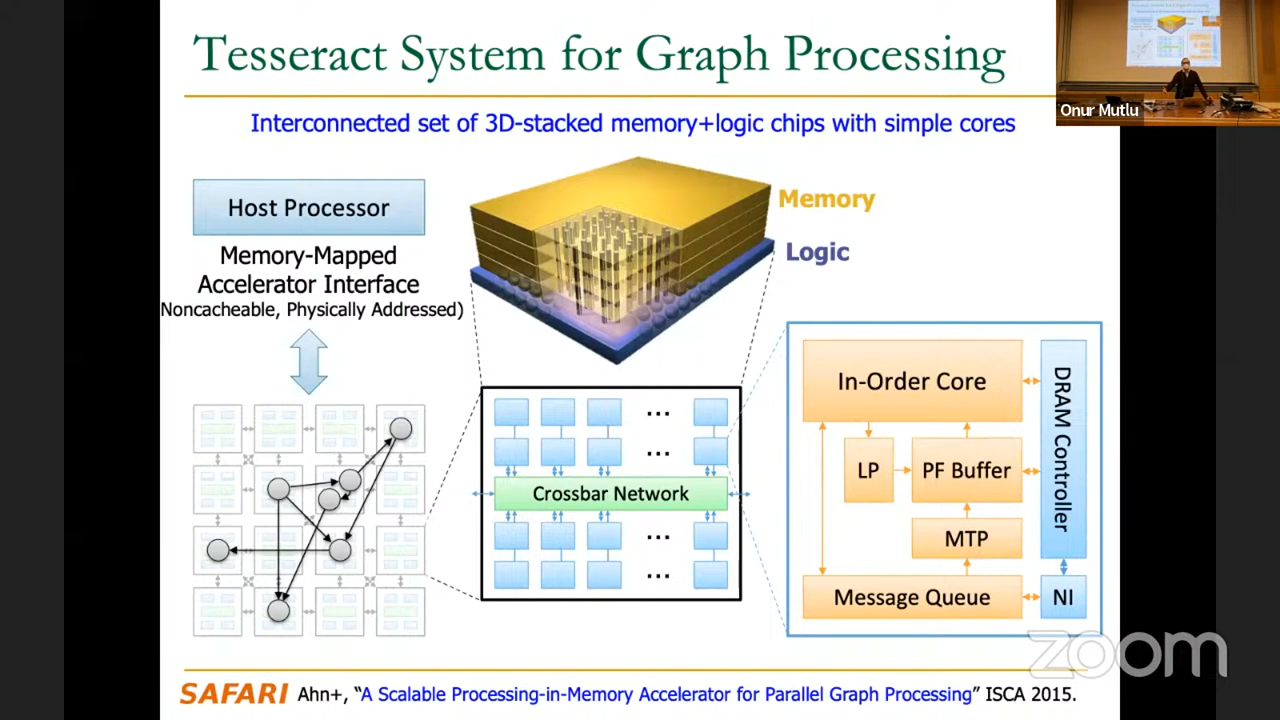 Tesseract System for Graph Processing
Onur Mutlu
Interconnected set of 3D-stacked memory+logic chips with simple cores
Host Processor
Memory-Mapped
Accelerator Interface
Noncacheable, Physically Addressed)
Memory
Logic
...
...
Crossbar Network
...
...
In-Order Core
LP
PF Buffer
MTP
Message Queue
DRAM Controller
NI
zoom
SAFARI Ahn+, “A Scalable Processing-in-Memory Accelerator for Parallel Graph Processing” ISCA 2015.